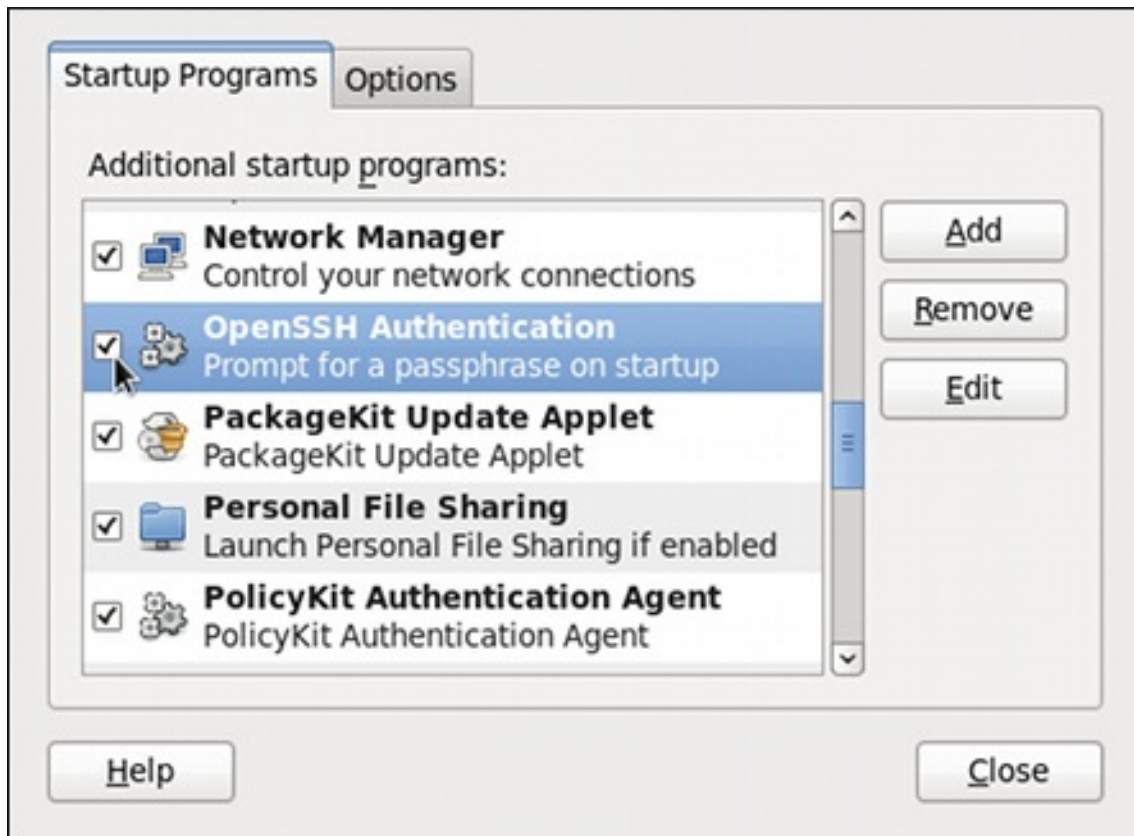 Startup Programs
Options
Additional startup programs:
Network Manager
Control your network connections
OpenSSH Authentication
Prompt for a passphrase on startup
PackageKit Update Applet
PackageKit Update Applet
Personal File Sharing
Launch Personal File Sharing if enabled
PolicyKit Authentication Agent
PolicyKit Authentication Agent
Add
Remove
Edit
Help
Close